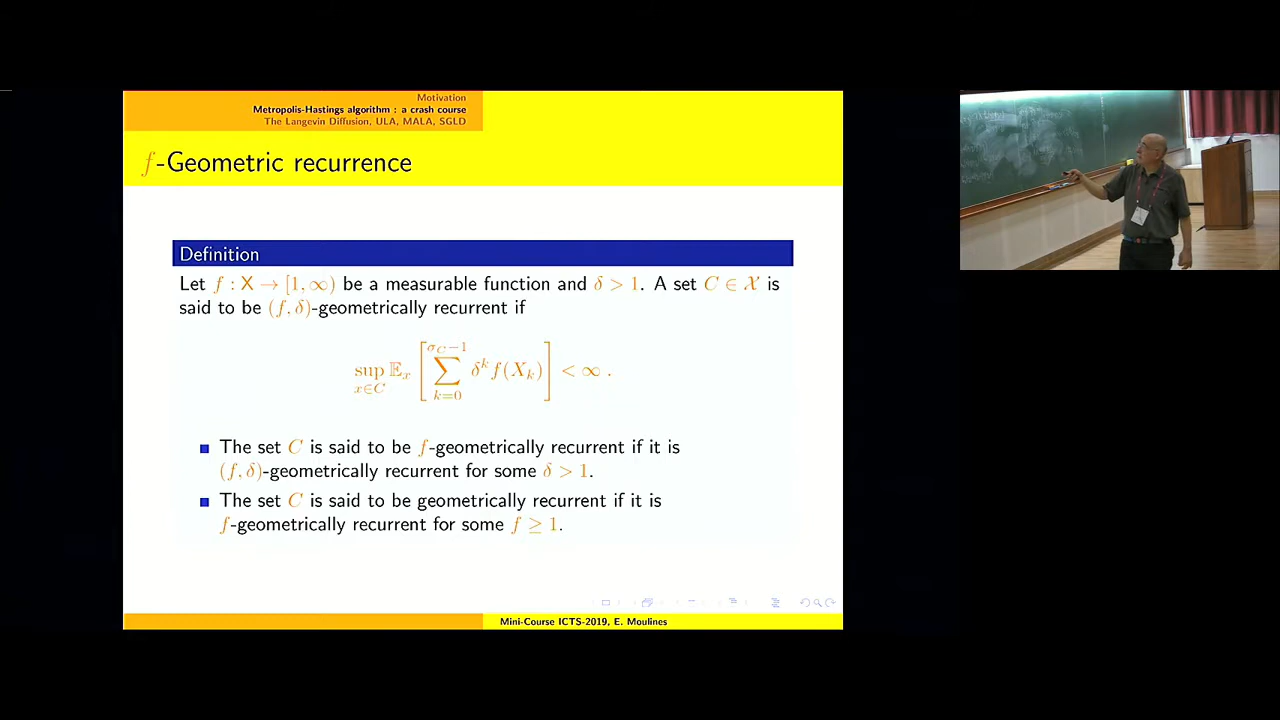 Motivation
Metropolis-Hastings algorithm : a crash course
The Langevin Diffusion, ULA, MALA, SGLD
f-Geometric recurrence
Definition
Let f : X → [1, ∞) be a measurable function and δ > 1. A set C ∈ 𝒳 is
said to be (f, δ)-geometrically recurrent if
sup_{x∈C} 𝔼_x [ ∑_{k=0}^{σ_C−1} δ^k f(X_k) ] < ∞ .
The set C is said to be f-geometrically recurrent if it is
(f, δ)-geometrically recurrent for some δ > 1.
The set C is said to be geometrically recurrent if it is
f-geometrically recurrent for some f ≥ 1.
Mini-Course ICTS-2019, E. Moulines